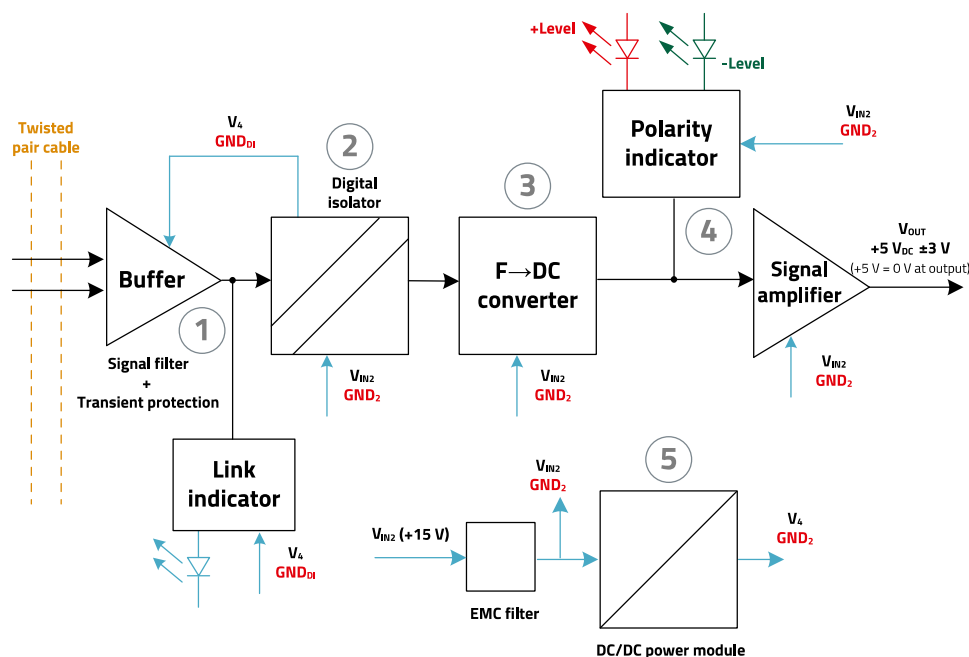 +Level
-Level
Twisted
pair cable
V4
GNDDI
2
Digital
isolator
3
Polarity
indicator
VIN2
GND2
4
Buffer
1
Signal filter
+
Transient protection
F→DC
converter
Signal
amplifier
VOUT
+5 VDC ±3 V
(+5 V = 0 V at output)
VIN2
GND2
VIN2
GND2
VIN2
GND2
Link
indicator
V4
GNDDI
VIN2 (+15 V)
EMC filter
VIN2
GND2
5
V4
GND2
DC/DC power module